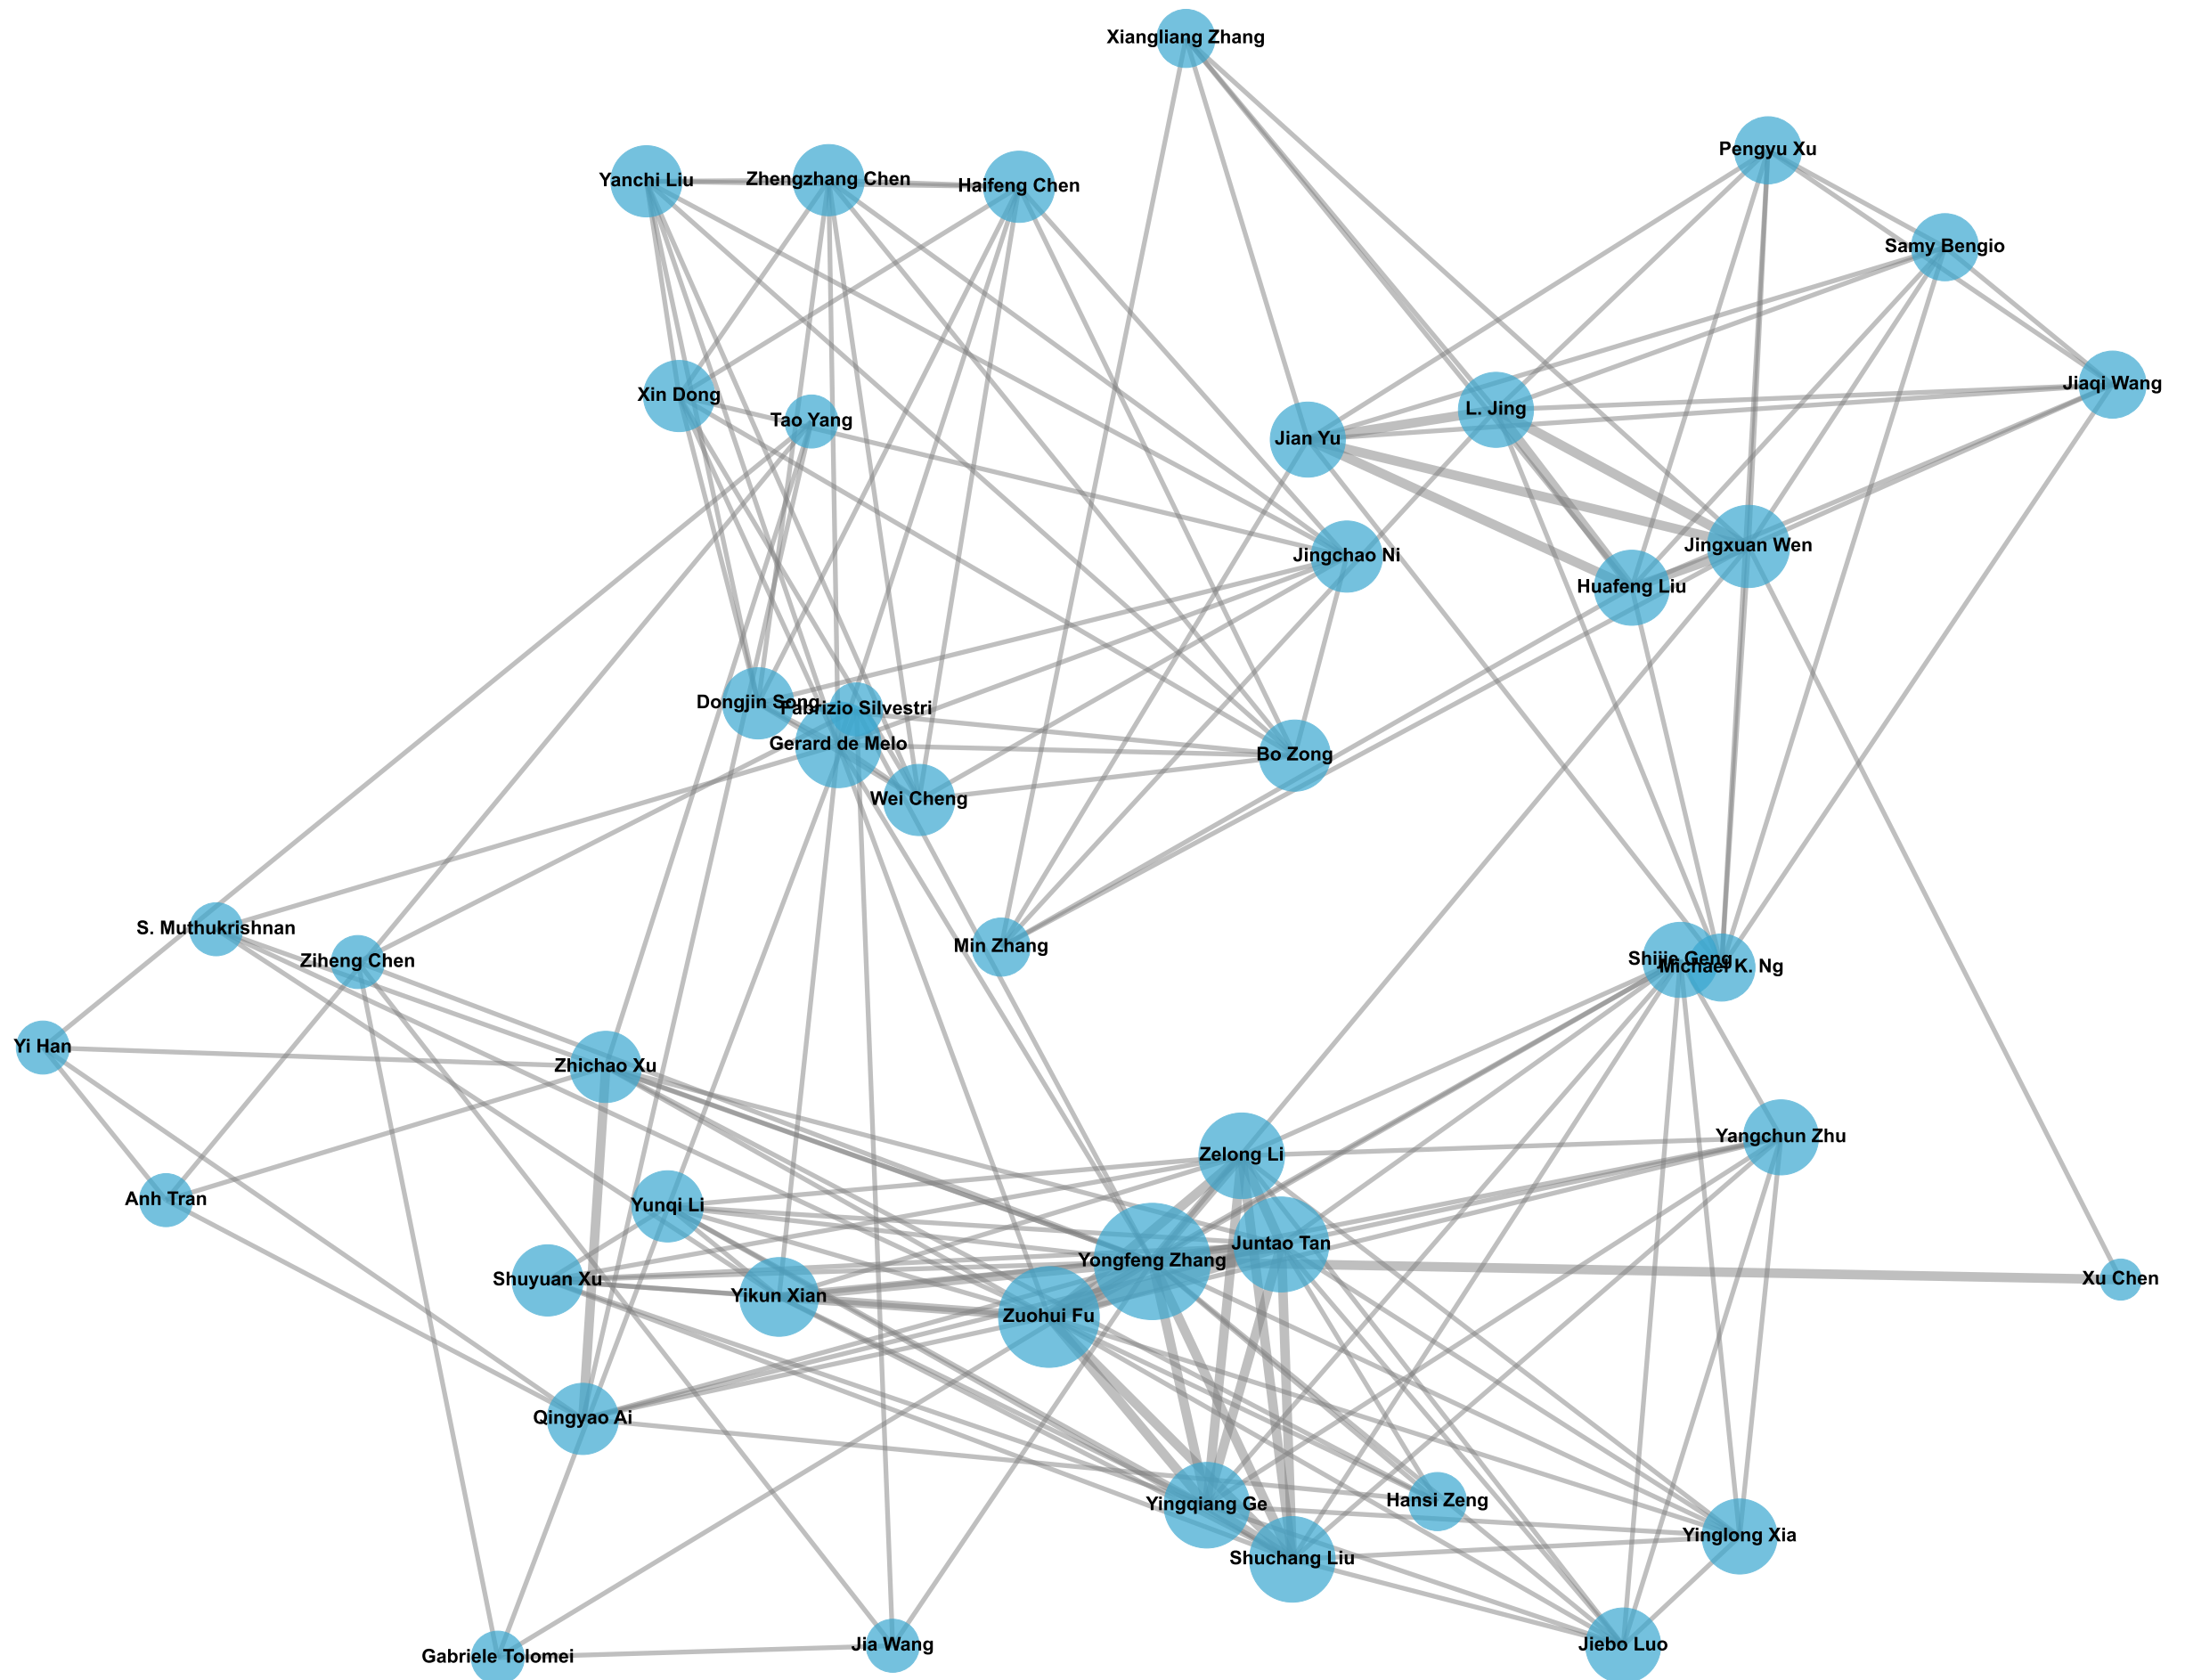 Xiangliang Zhang
Pengyu Xu
Yanchi Liu
Zhengzhang Chen
Haifeng Chen
Samy Bengio
Jiaqi Wang
Xin Dong
Tao Yang
L. Jing
Jian Yu
Jingchao Ni
Jingxuan Wen
Huafeng Liu
Dongjin Song
Fabrizio Silvestri
Gerard de Melo
Bo Zong
Wei Cheng
S. Muthukrishnan
Ziheng Chen
Min Zhang
Shijie Geng
Michael K. Ng
Yi Han
Zhichao Xu
Yangchun Zhu
Zelong Li
Anh Tran
Yunqi Li
Juntao Tan
Yongfeng Zhang
Shuyuan Xu
Xu Chen
Yikun Xian
Zuohui Fu
Qingyao Ai
Yingqiang Ge
Hansi Zeng
Yinglong Xia
Shuchang Liu
Jia Wang
Jiebo Luo
Gabriele Tolomei